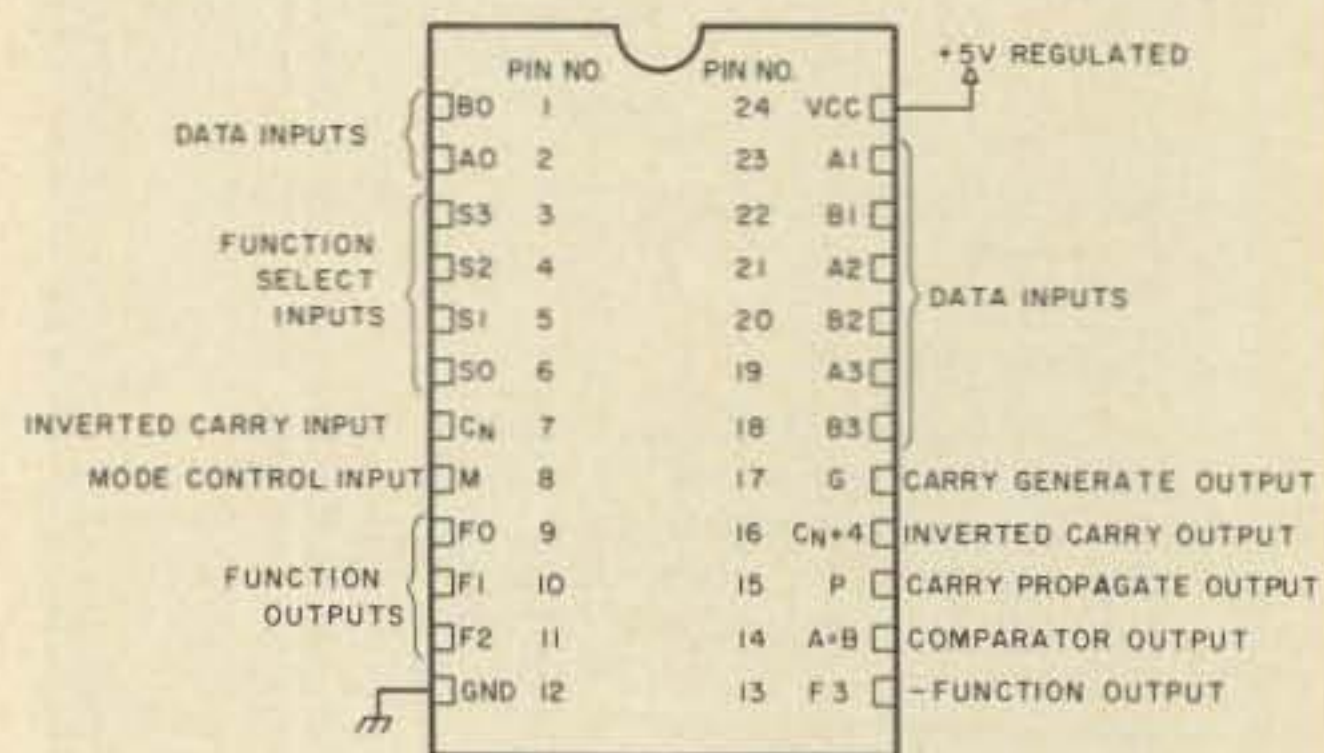 +5V REGULATED
PIN NO. PIN NO.
B0 1 24 VCC
DATA INPUTS
A0 2 23 A1
S3 3 22 B1
FUNCTION
SELECT
INPUTS
S2 4 21 A2
DATA INPUTS
S1 5 20 B2
S0 6 19 A3
INVERTED CARRY INPUT CN 7 18 B3
MODE CONTROL INPUT M 8 17 G CARRY GENERATE OUTPUT
F0 9 16 CN+4 INVERTED CARRY OUTPUT
FUNCTION
OUTPUTS
F1 10 15 P CARRY PROPAGATE OUTPUT
F2 11 14 A=B COMPARATOR OUTPUT
GND 12 13 F3 -FUNCTION OUTPUT